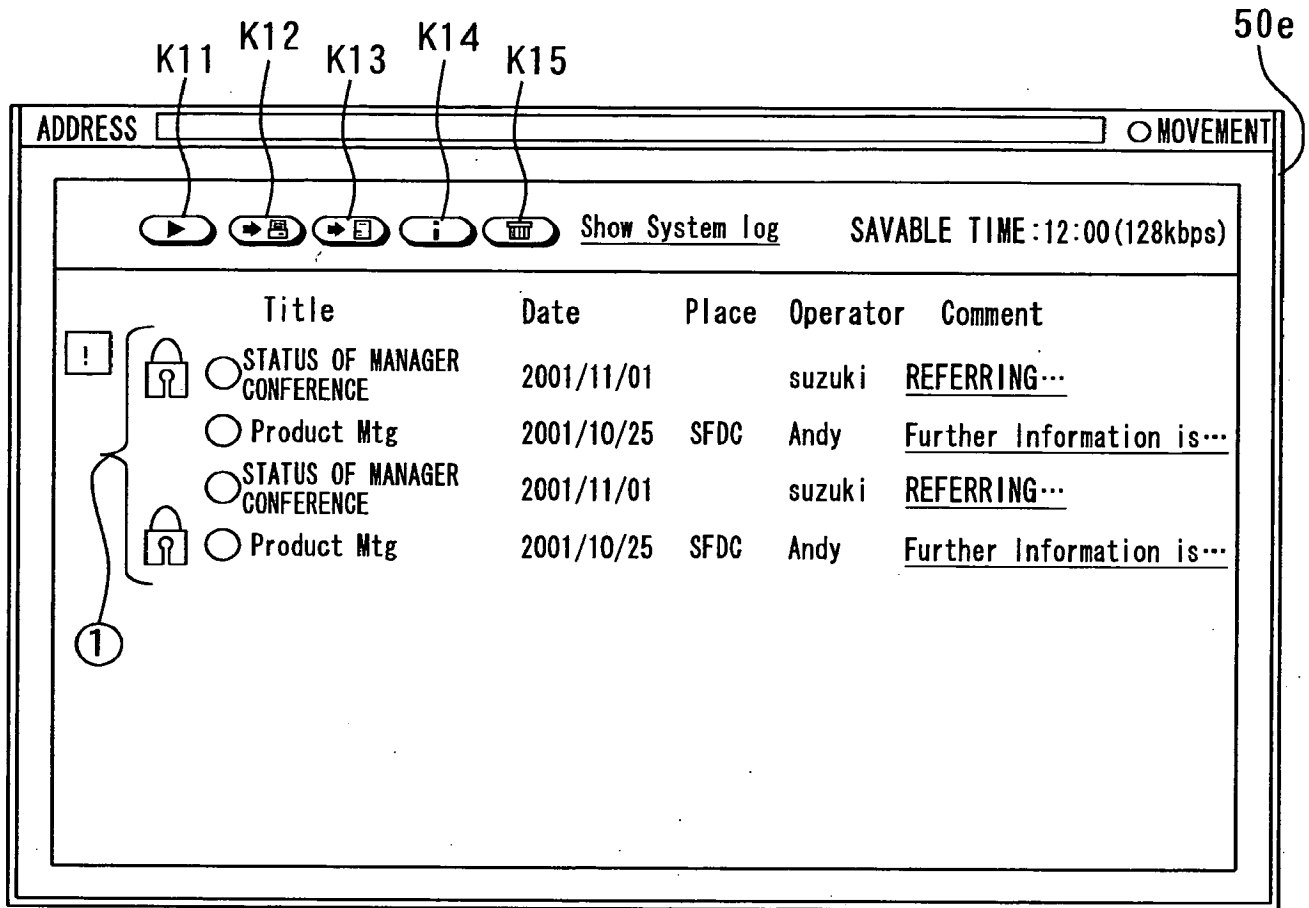 50e
K11 K12 K13 K14 K15
ADDRESS MOVEMENT
i Show System log SAVABLE TIME:12:00(128kbps)
Title Date Place Operator Comment
!
STATUS OF MANAGER
CONFERENCE 2001/11/01 suzuki REFERRING…
Product Mtg 2001/10/25 SFDC Andy Further Information is…
STATUS OF MANAGER
CONFERENCE 2001/11/01 suzuki REFERRING…
Product Mtg 2001/10/25 SFDC Andy Further Information is…
①